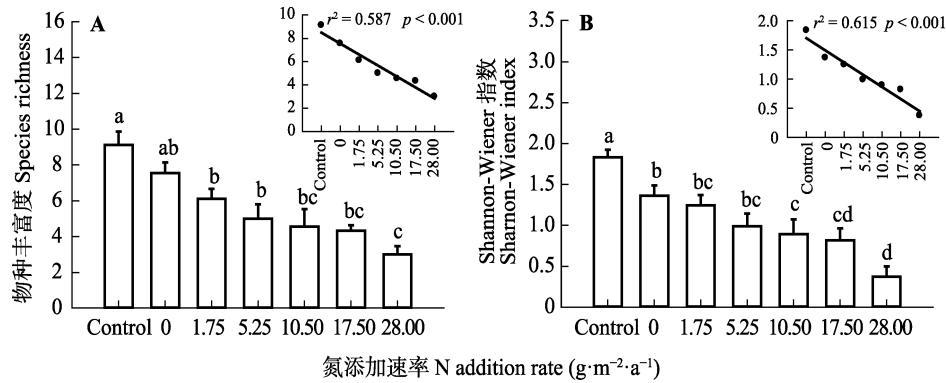 A
物种丰富度 Species richness
16
14
12
10
8
6
4
2
0
a
ab
b
b
bc
bc
c
Control 0 1.75 5.25 10.50 17.50 28.00
r² = 0.587 p < 0.001
10
8
6
4
2
0
Control
0
1.75
5.25
10.50
17.50
28.00
B
Shannon-Wiener 指数
Sharnon-Wiener index
3.5
3.0
2.5
2.0
1.5
1.0
0.5
0
a
b
bc
bc
c
cd
d
Control 0 1.75 5.25 10.50 17.50 28.00
r² = 0.615 p < 0.001
2.0
1.5
1.0
0.5
0
Control
0
1.75
5.25
10.50
17.50
28.00
氮添加速率 N addition rate (g·m⁻²·a⁻¹)